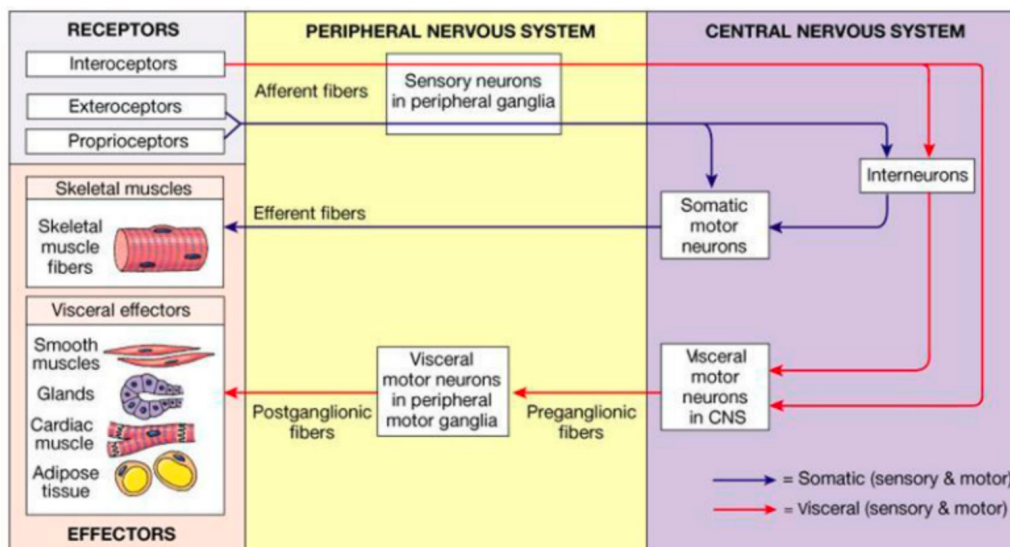 RECEPTORS
Interoceptors
Exteroceptors
Proprioceptors
Skeletal muscles
Skeletal
muscle
fibers
Visceral effectors
Smooth
muscles
Glands
Cardiac
muscle
Adipose
tissue
EFFECTORS
PERIPHERAL NERVOUS SYSTEM
Afferent fibers
Sensory neurons
in peripheral ganglia
Efferent fibers
Visceral
motor neurons
in peripheral
motor ganglia
Postganglionic
fibers
Preganglionic
fibers
CENTRAL NERVOUS SYSTEM
Interneurons
Somatic
motor
neurons
Visceral
motor
neurons
in CNS
= Somatic (sensory & motor)
= Visceral (sensory & motor)